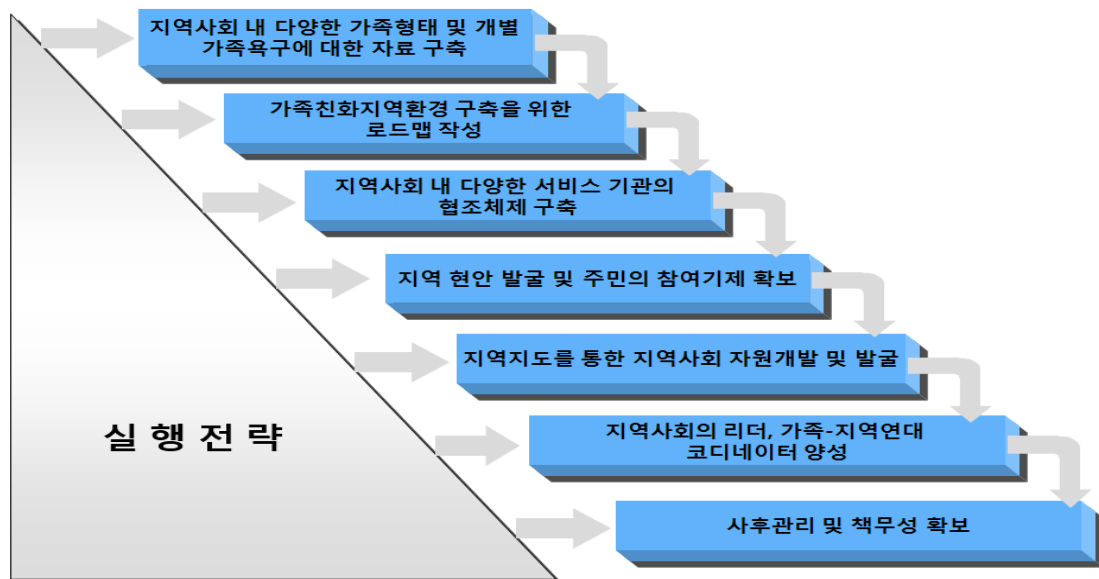 지역사회 내 다양한 가족형태 및 개별
가족욕구에 대한 자료 구축
가족친화지역환경 구축을 위한
로드맵 작성
지역사회 내 다양한 서비스 기관의
협조체제 구축
지역 현안 발굴 및 주민의 참여기제 확보
지역지도를 통한 지역사회 자원개발 및 발굴
실 행 전 략
지역사회의 리더, 가족-지역연대
코디네이터 양성
사후관리 및 책무성 확보